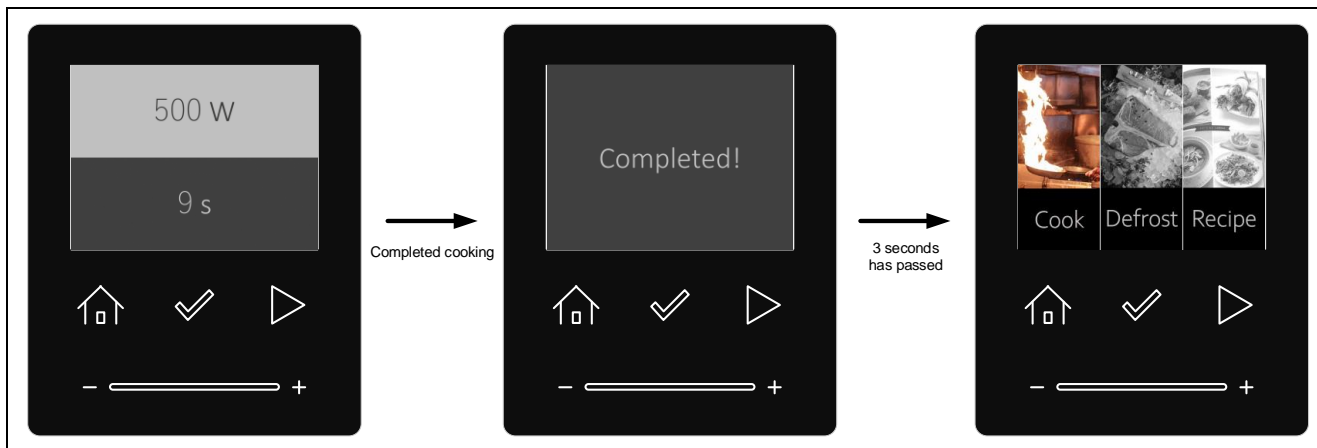 500 W
9 s
- +
Completed cooking
Completed!
- +
3 seconds
has passed
Cook Defrost Recipe
- +